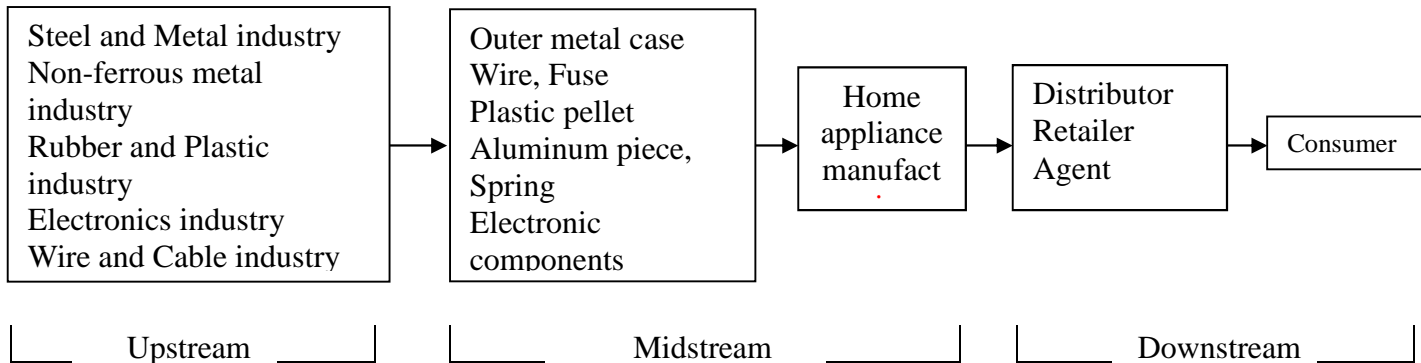 Steel and Metal industry
Non-ferrous metal
industry
Rubber and Plastic
industry
Electronics industry
Wire and Cable industry
Outer metal case
Wire, Fuse
Plastic pellet
Aluminum piece,
Spring
Electronic
components
Home
appliance
manufact
.
Distributor
Retailer
Agent
Consumer
Upstream
Midstream
Downstream